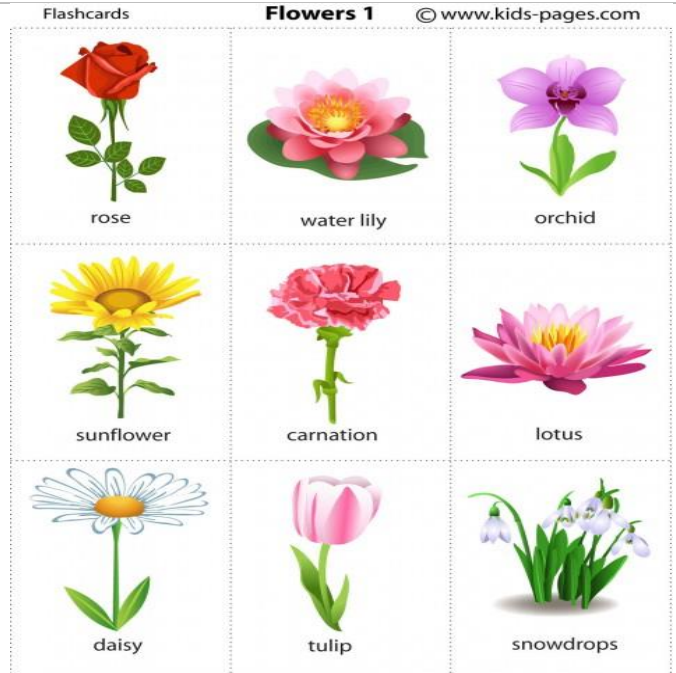 Flashcards Flowers 1 © www.kids-pages.com
rose water lily orchid
sunflower carnation lotus
daisy tulip snowdrops